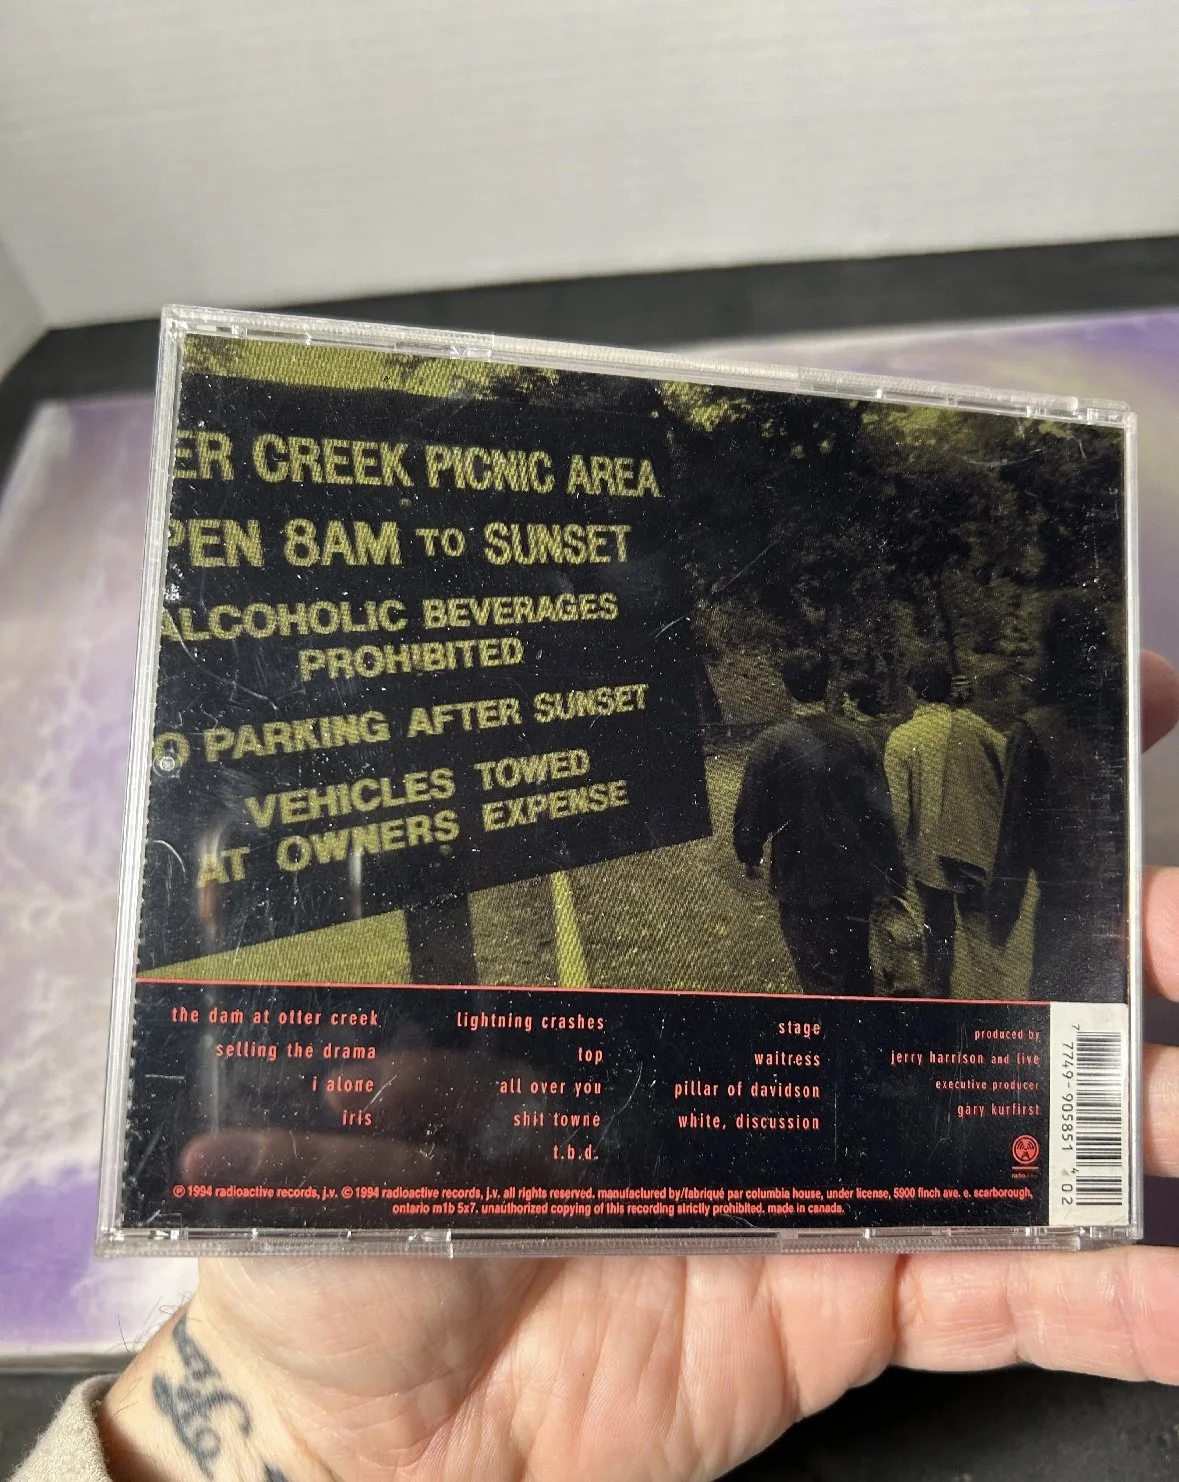 ER CREEK PICNIC AREA
PEN 8AM TO SUNSET
ALCOHOLIC BEVERAGES
PROHIBITED
O PARKING AFTER SUNSET
VEHICLES TOWED
AT OWNERS EXPENSE
the dam at otter creek
selling the drama
i alone
iris
lightning crashes
top
all over you
shit towne
t.b.d.
stage
waitress
pillar of davidson
white, discussion
produced by
jerry harrison and live
executive producer
gary kurfirst
℗ 1994 radioactive records, j.v. © 1994 radioactive records, j.v. all rights reserved. manufactured by/fabriqué par columbia house, under license, 5900 finch ave. e. scarborough,
ontario m1b 5x7. unauthorized copying of this recording strictly prohibited. made in canada.
7 7749-905851 4 02